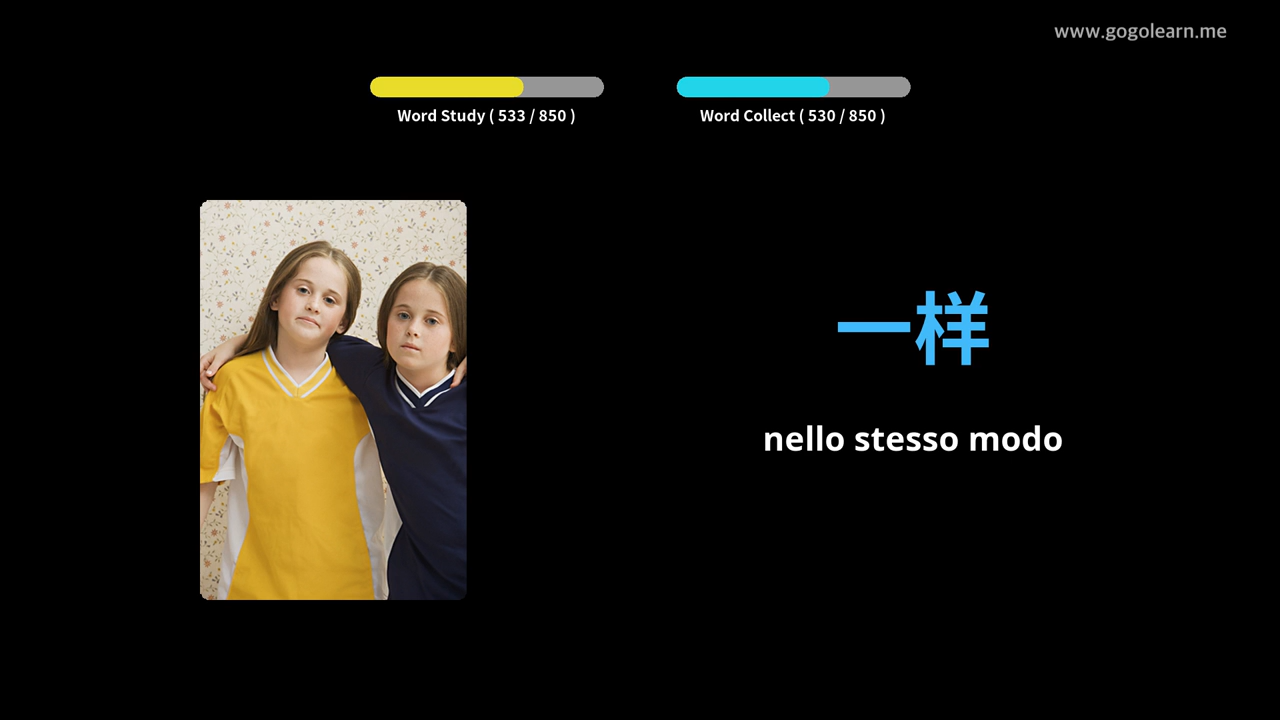 www.gogolearn.me
Word Study ( 533 / 850 )
Word Collect ( 530 / 850 )
一样
nello stesso modo